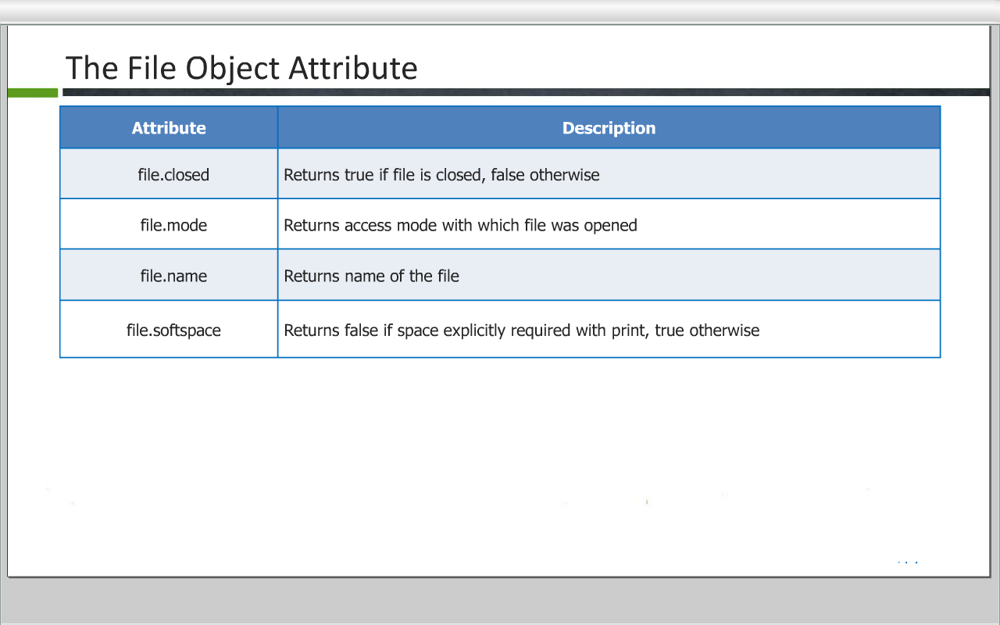 The File Object Attribute
Attribute Description
file.closed Returns true if file is closed, false otherwise
file.mode Returns access mode with which file was opened
file.name Returns name of the file
file.softspace Returns false if space explicitly required with print, true otherwise